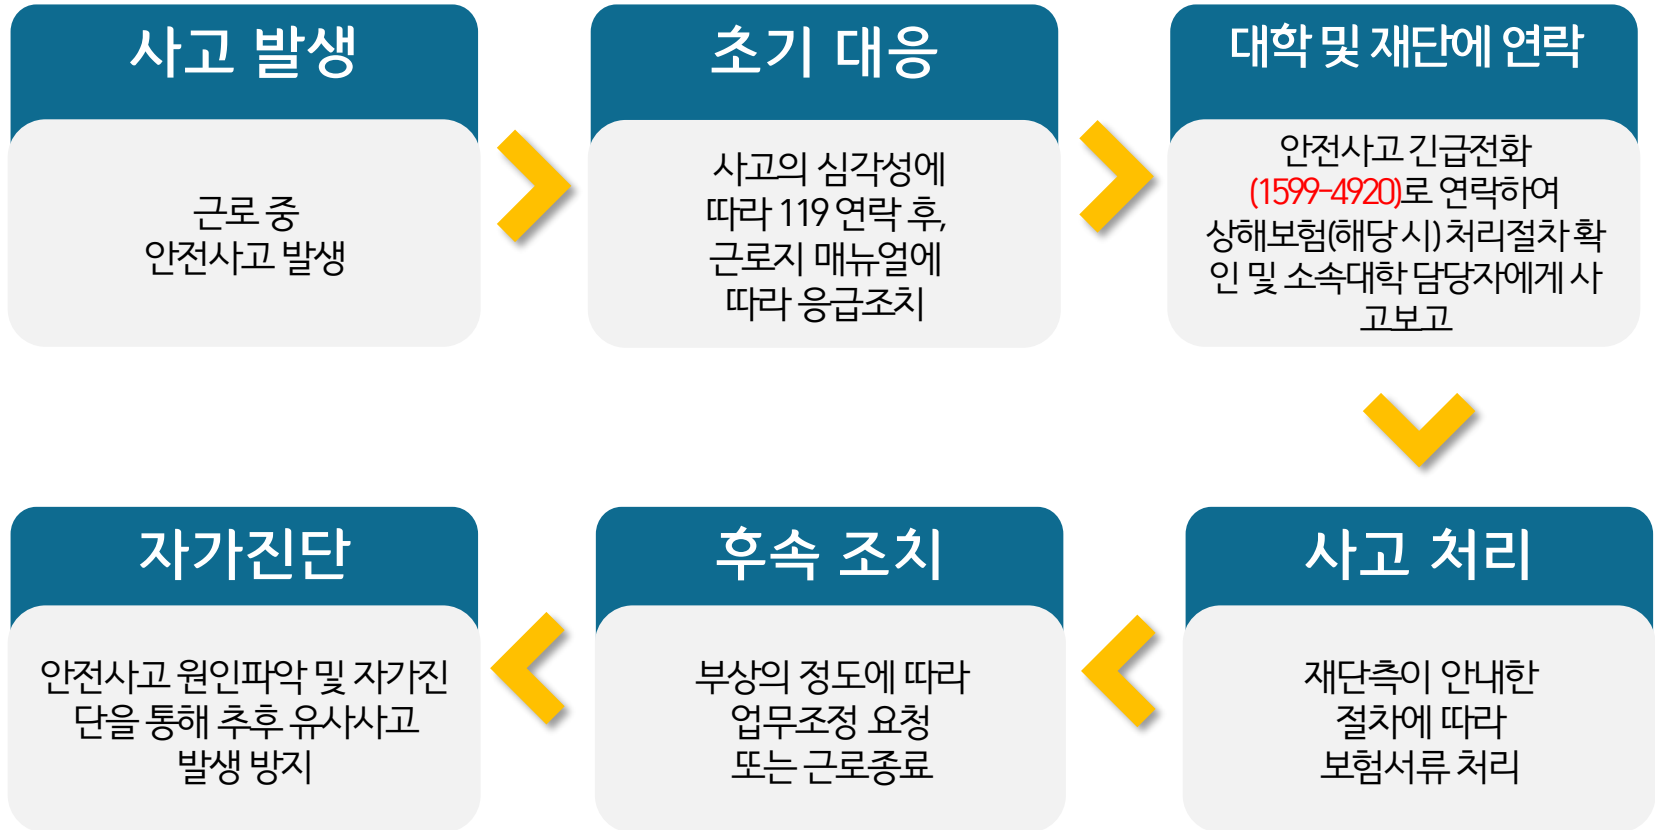 사고 발생
근로 중
안전사고 발생
초기 대응
사고의 심각성에
따라 119 연락 후,
근로지 매뉴얼에
따라 응급조치
대학 및 재단에 연락
안전사고 긴급전화
(1599-4920)로 연락하여
상해보험(해당 시) 처리절차 확
인 및 소속대학 담당자에게 사
고보고
사고 처리
재단측이 안내한
절차에 따라
보험서류 처리
후속 조치
부상의 정도에 따라
업무조정 요청
또는 근로종료
자가진단
안전사고 원인파악 및 자가진
단을 통해 추후 유사사고
발생 방지